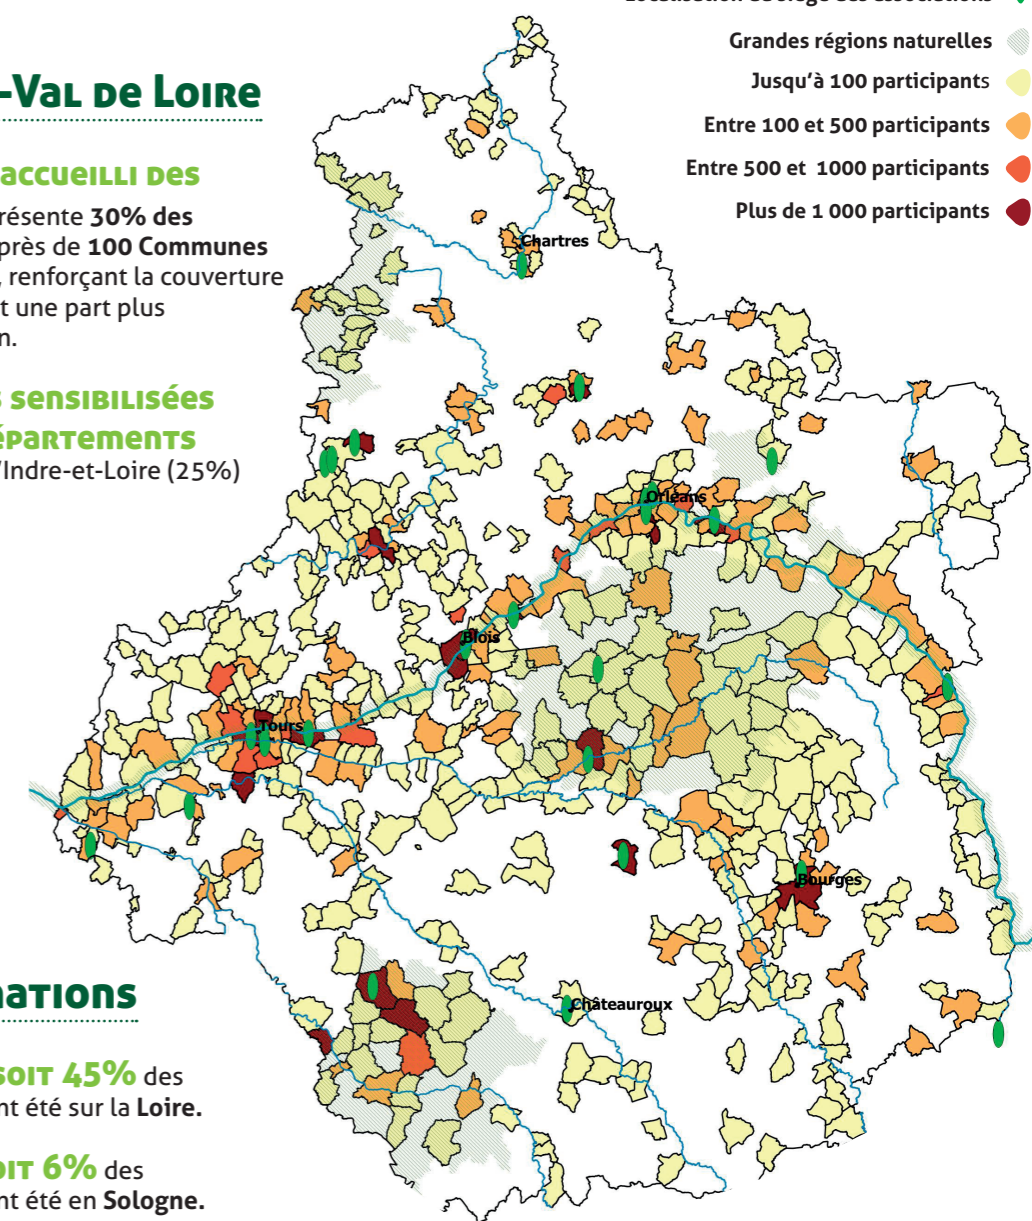 Grandes régions naturelles
Jusqu'à 100 participants
Entre 100 et 500 participants
Entre 500 et 1000 participants
Plus de 1 000 participants
-Val de Loire
accueilli des
résente 30% des
près de 100 Communes
, renforçant la couverture
t une part plus
n.
s sensibilisées
épartements
'Indre-et-Loire (25%)
Chartres
Orléans
Blois
Tours
Bourges
Châteauroux
nations
soit 45% des
nt été sur la Loire.
oit 6% des
nt été en Sologne.